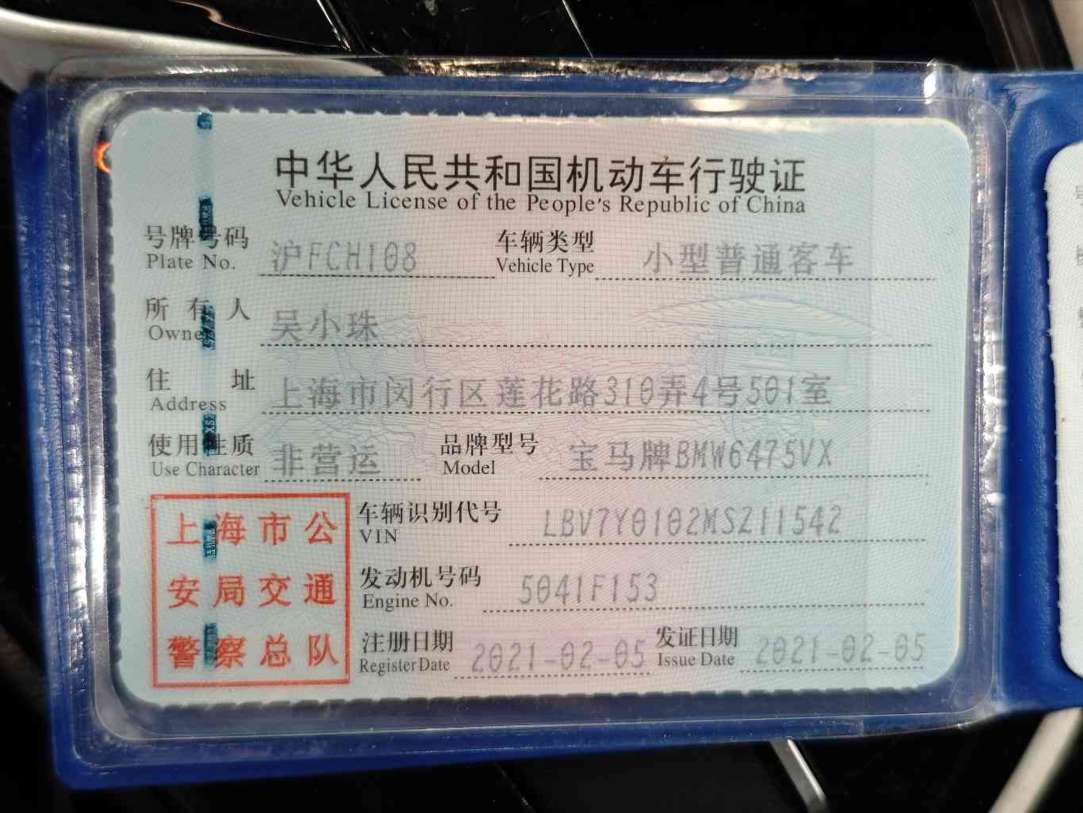 中华人民共和国机动车行驶证
Vehicle License of the People's Republic of China
号牌号码 沪FCH108 车辆类型 小型普通客车
Plate No. Vehicle Type
所有人 吴小珠
Owner
住址 上海市闵行区莲花路310弄4号501室
Address
使用性质 非营运 品牌型号 宝马牌BMW6475VX
Use Character Model
车辆识别代号 LBV7Y0102MSZ11542
VIN
发动机号码 5041F153
Engine No.
注册日期 2021-02-05 发证日期 2021-02-05
Register Date Issue Date
上海市公
安局交通
警察总队